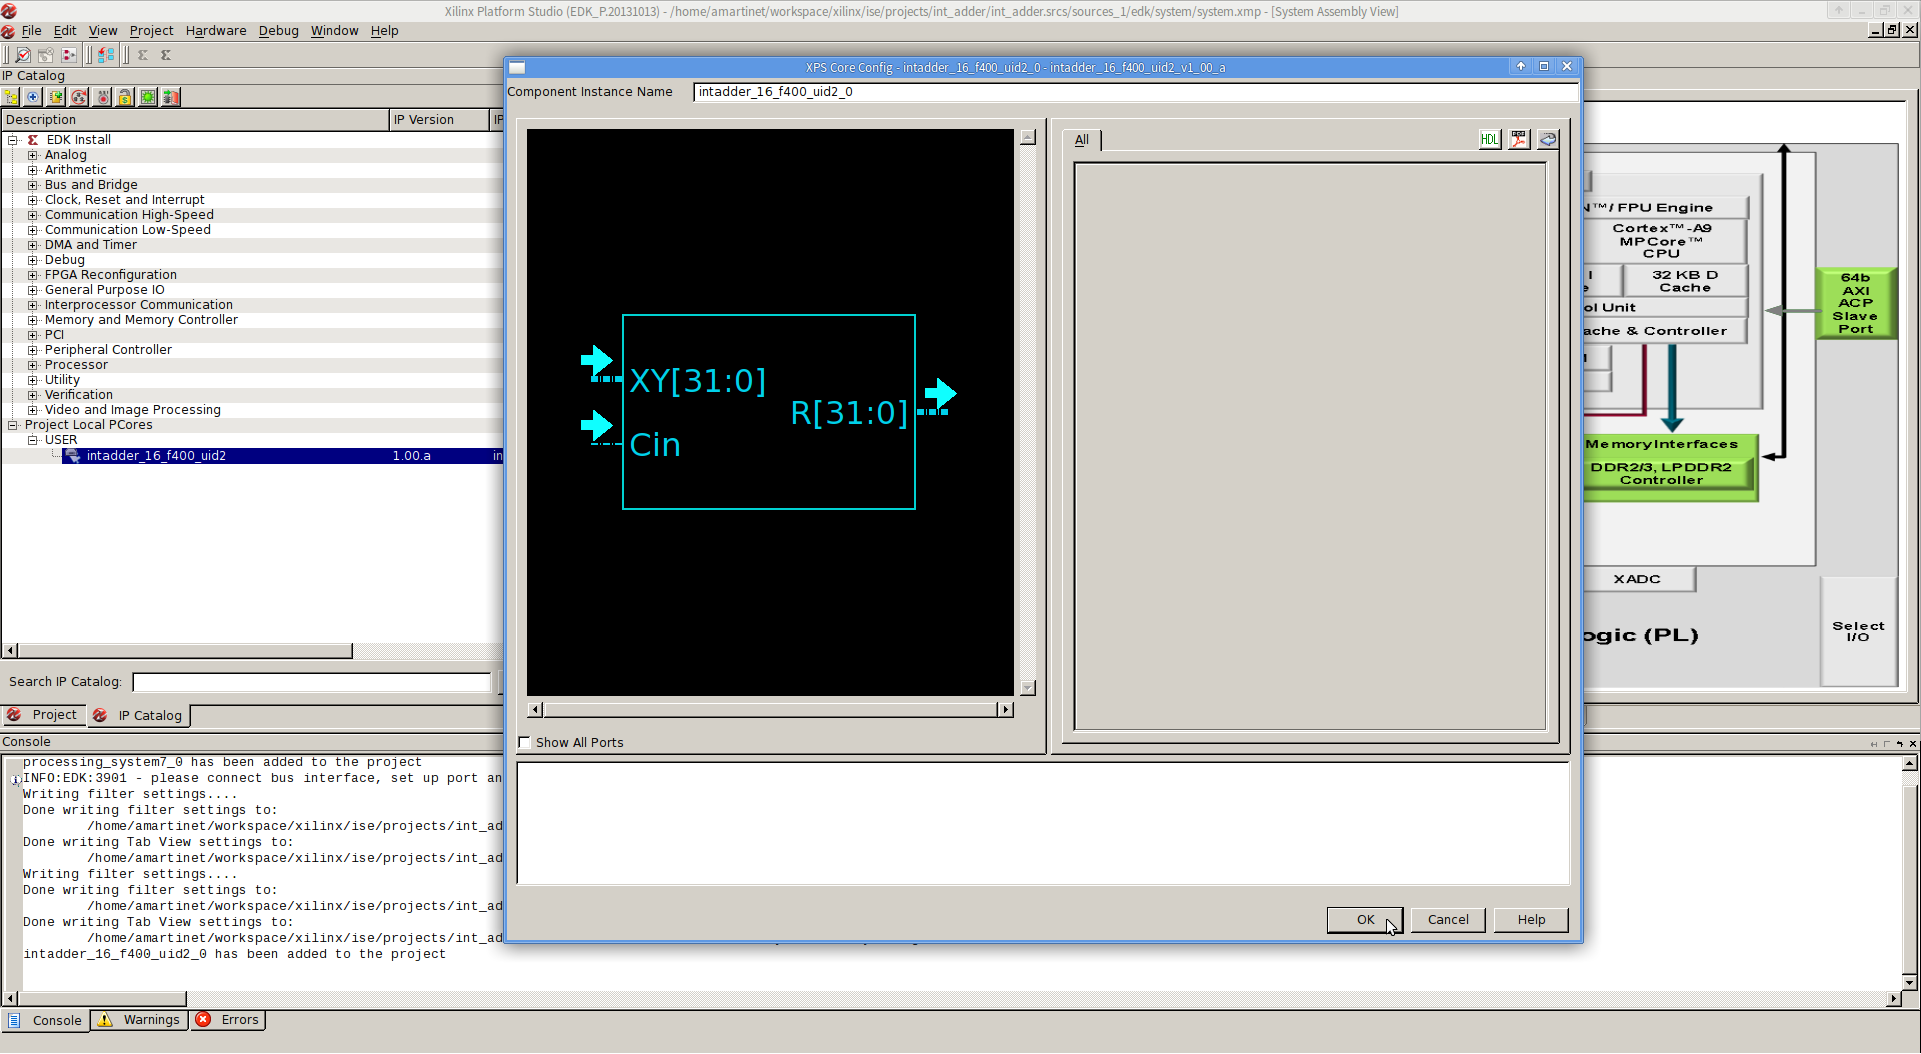 Xilinx Platform Studio (EDK_P.20131013) - /home/amartinet/workspace/xilinx/ise/projects/int_adder/int_adder.srcs/sources_1/edk/system/system.xmp - [System Assembly View]
File Edit View Project Hardware Debug Window Help
IP Catalog
Description IP Version IP
EDK Install
Analog
Arithmetic
Bus and Bridge
Clock, Reset and Interrupt
Communication High-Speed
Communication Low-Speed
DMA and Timer
Debug
FPGA Reconfiguration
General Purpose IO
Interprocessor Communication
Memory and Memory Controller
PCI
Peripheral Controller
Processor
Utility
Verification
Video and Image Processing
Project Local PCores
USER
intadder_16_f400_uid2 1.00.a in
Search IP Catalog:
Project IP Catalog
XPS Core Config - intadder_16_f400_uid2_0 - intadder_16_f400_uid2_v1_00_a
Component Instance Name intadder_16_f400_uid2_0
All HDL PDF
XY[31:0]
R[31:0]
Cin
Show All Ports
OK Cancel Help
N™/ FPU Engine
Cortex™-A9
MPCore™
CPU
32 KB D
Cache
ol Unit
ache & Controller
64b
AXI
ACP
Slave
Port
Memory Interfaces
DDR2/3, LPDDR2
Controller
XADC
ogic (PL)
Select
I/O
Console
processing_system7_0 has been added to the project
INFO:EDK:3901 - please connect bus interface, set up port an
Writing filter settings....
Done writing filter settings to:
/home/amartinet/workspace/xilinx/ise/projects/int_ad
Done writing Tab View settings to:
/home/amartinet/workspace/xilinx/ise/projects/int_ad
Writing filter settings....
Done writing filter settings to:
/home/amartinet/workspace/xilinx/ise/projects/int_ad
Done writing Tab View settings to:
/home/amartinet/workspace/xilinx/ise/projects/int_ad
intadder_16_f400_uid2_0 has been added to the project
Console Warnings Errors